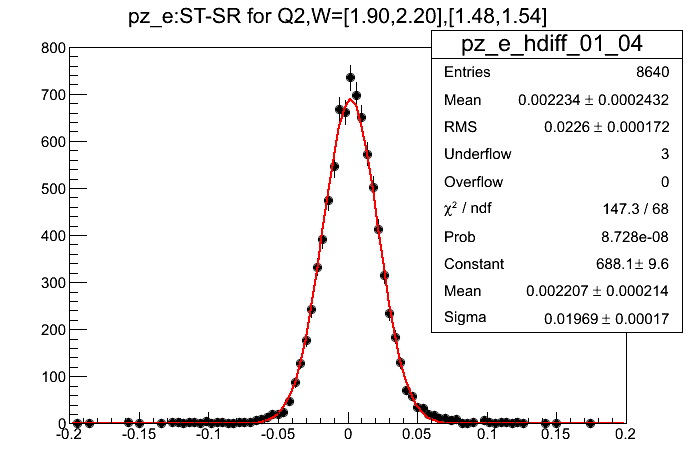 pz_e:ST-SR for Q2,W=[1.90,2.20],[1.48,1.54]
pz_e_hdiff_01_04
Entries 8640
Mean 0.002234 ± 0.0002432
RMS 0.0226 ± 0.000172
Underflow 3
Overflow 0
χ² / ndf 147.3 / 68
Prob 8.728e-08
Constant 688.1± 9.6
Mean 0.002207 ± 0.000214
Sigma 0.01969 ± 0.00017
800
700
600
500
400
300
200
100
0
-0.2 -0.15 -0.1 -0.05 0 0.05 0.1 0.15 0.2